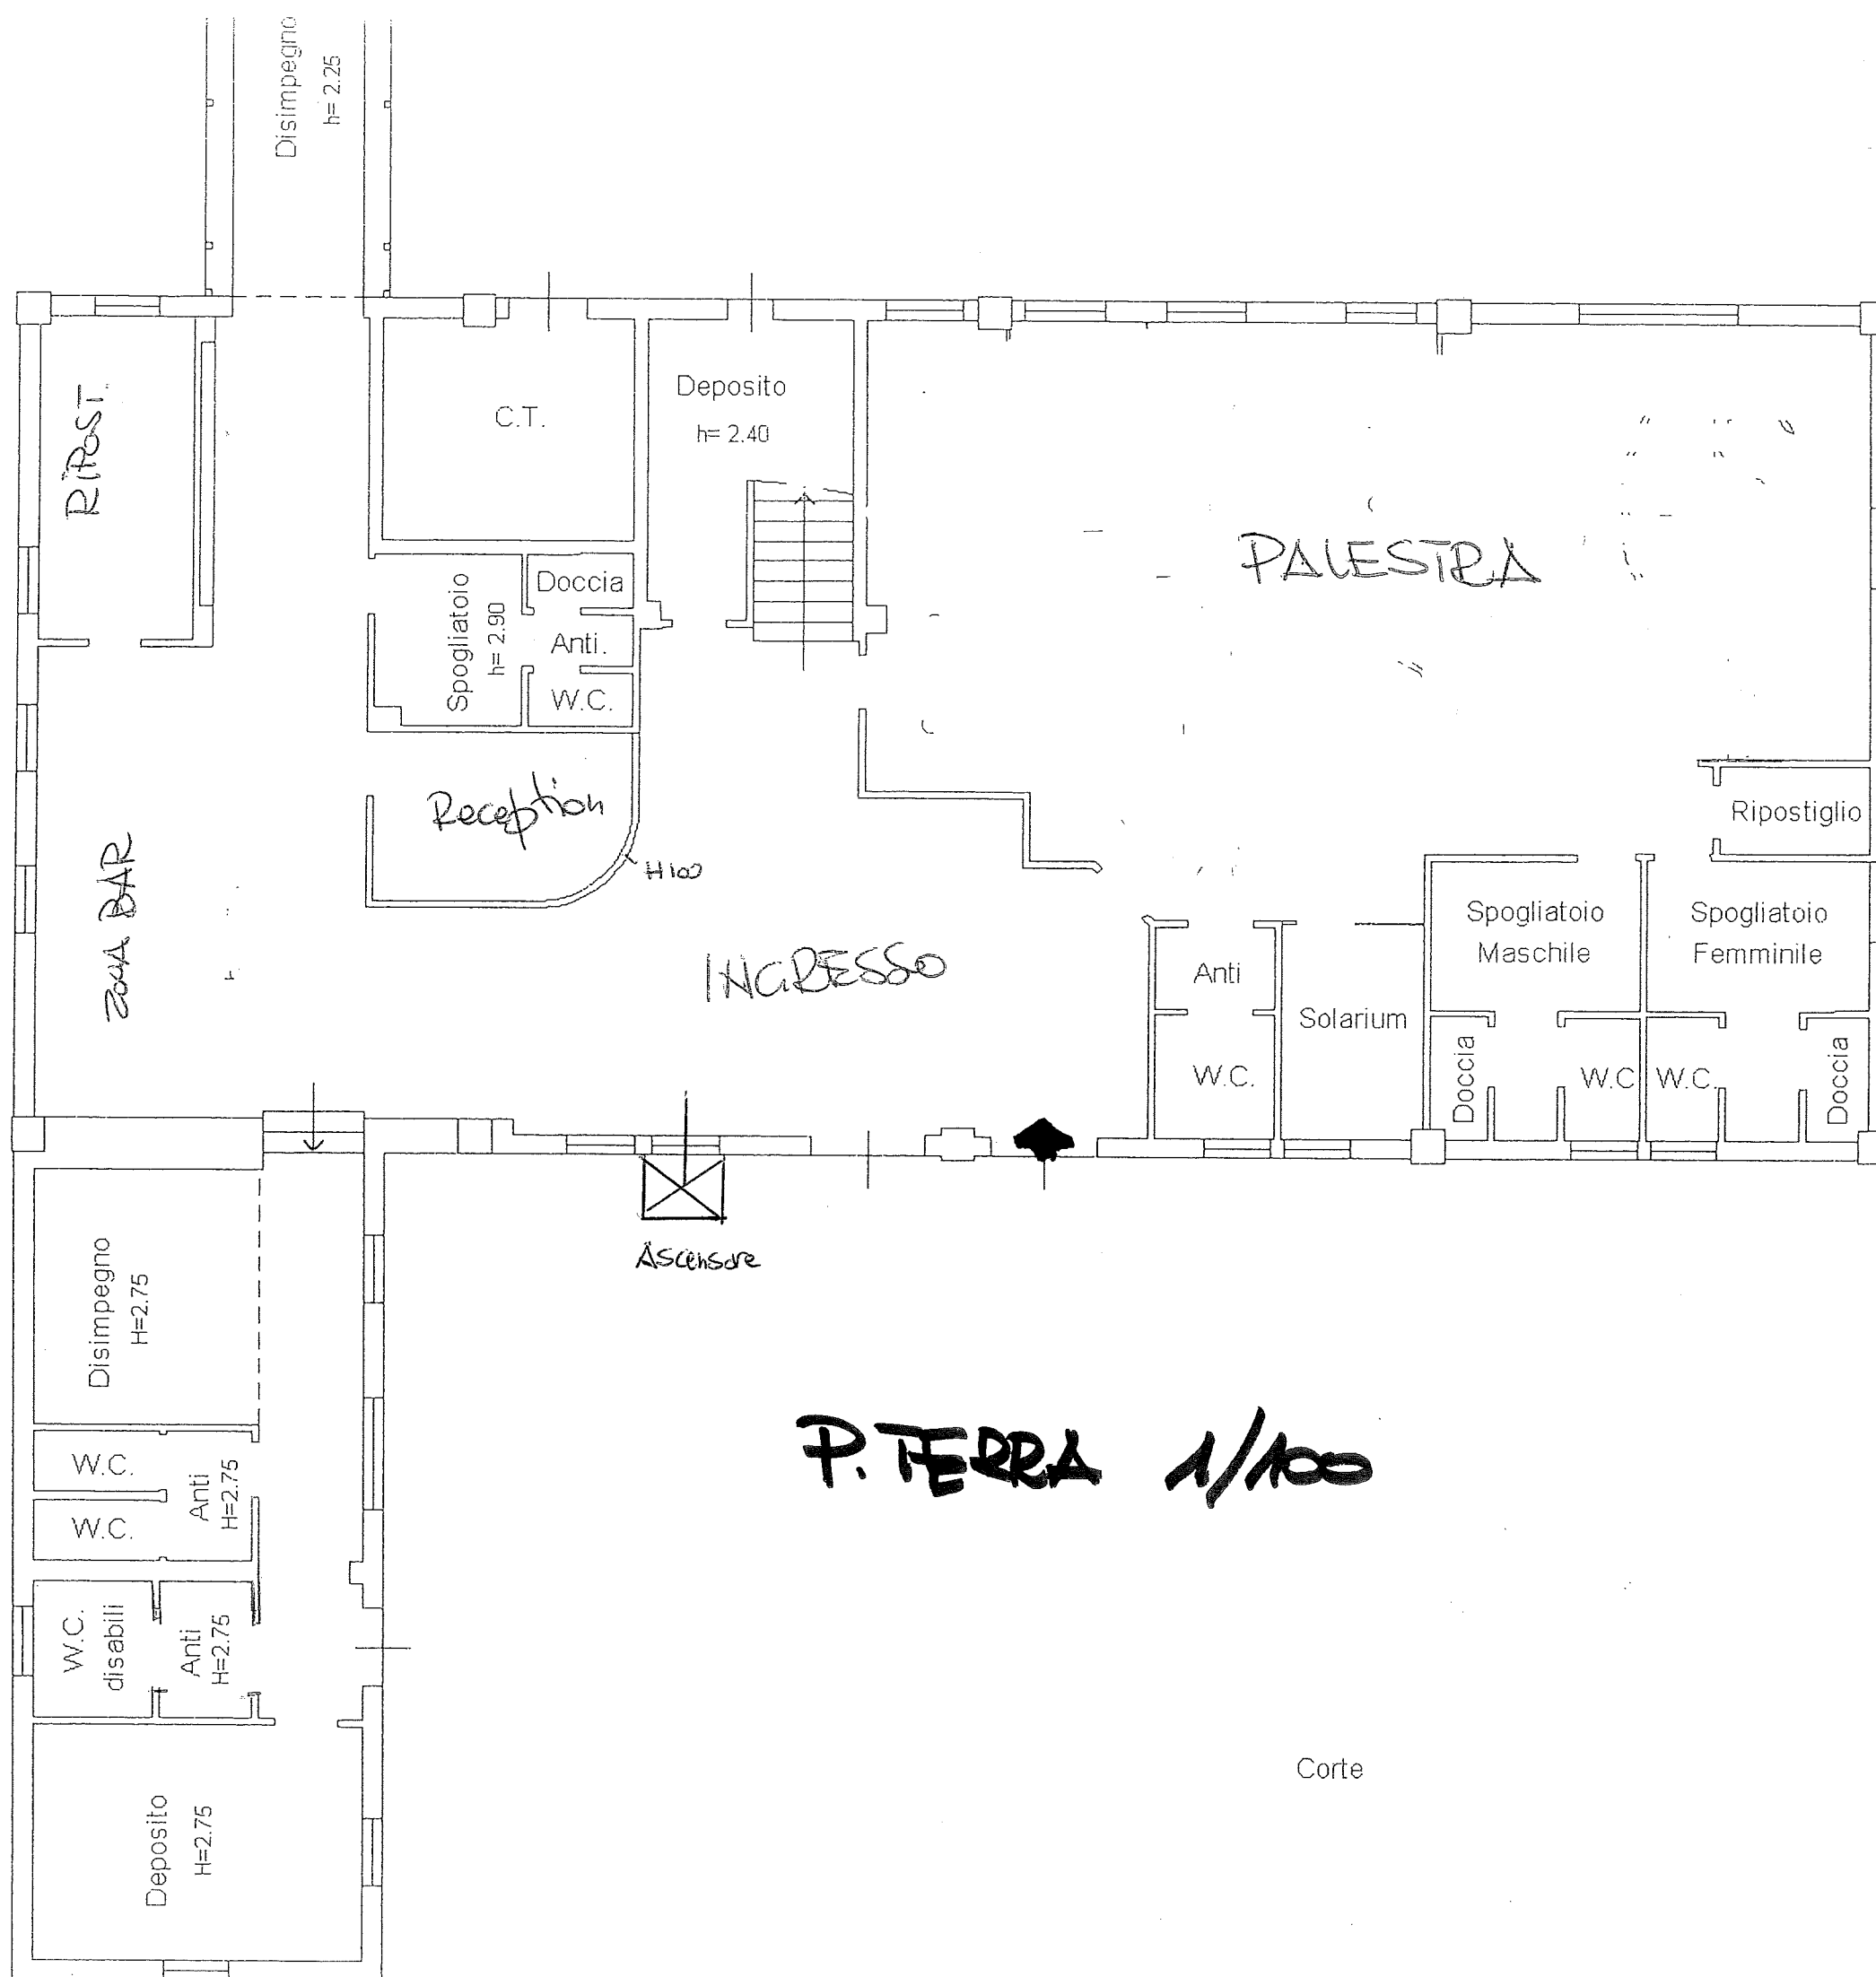 Disimpegno
h= 2.25
RIPOST.
C.T.
Deposito
h= 2.40
PALESTRA
Spogliatoio
h= 2.90
Doccia
Anti.
W.C.
Reception
H100
Ripostiglio
ZONA BAR
INGRESSO
Anti
W.C.
Solarium
Spogliatoio
Maschile
Spogliatoio
Femminile
Doccia
W.C
W.C.
Doccia
Ascensore
Disimpegno
H=2.75
W.C.
W.C.
Anti
H=2.75
P. TERRA 1/100
W.C.
disabili
Anti
H=2.75
Corte
Deposito
H=2.75